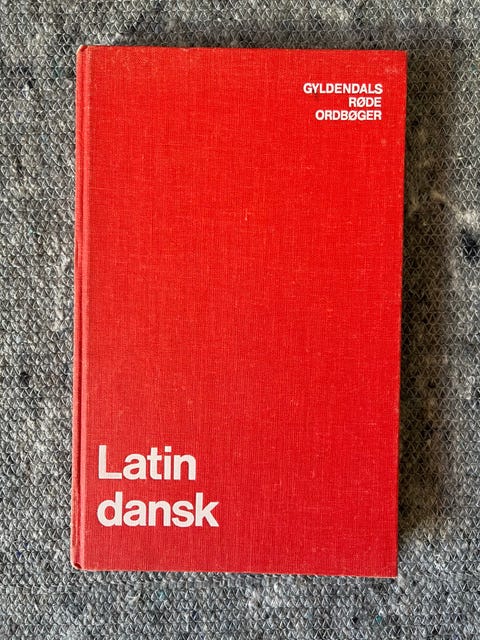 GYLDENDALS
RØDE
ORDBØGER
Latin
dansk